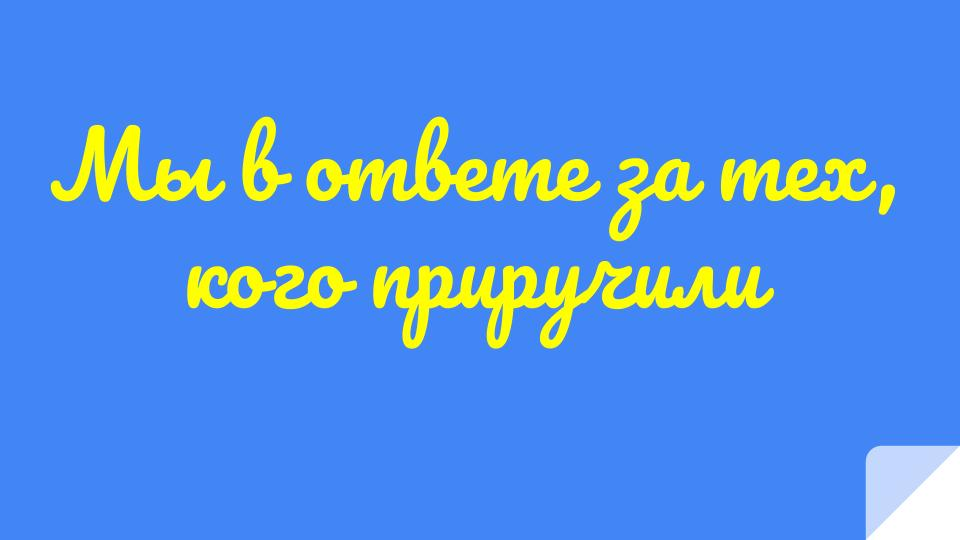 Мы в ответе за тех,
кого приручили